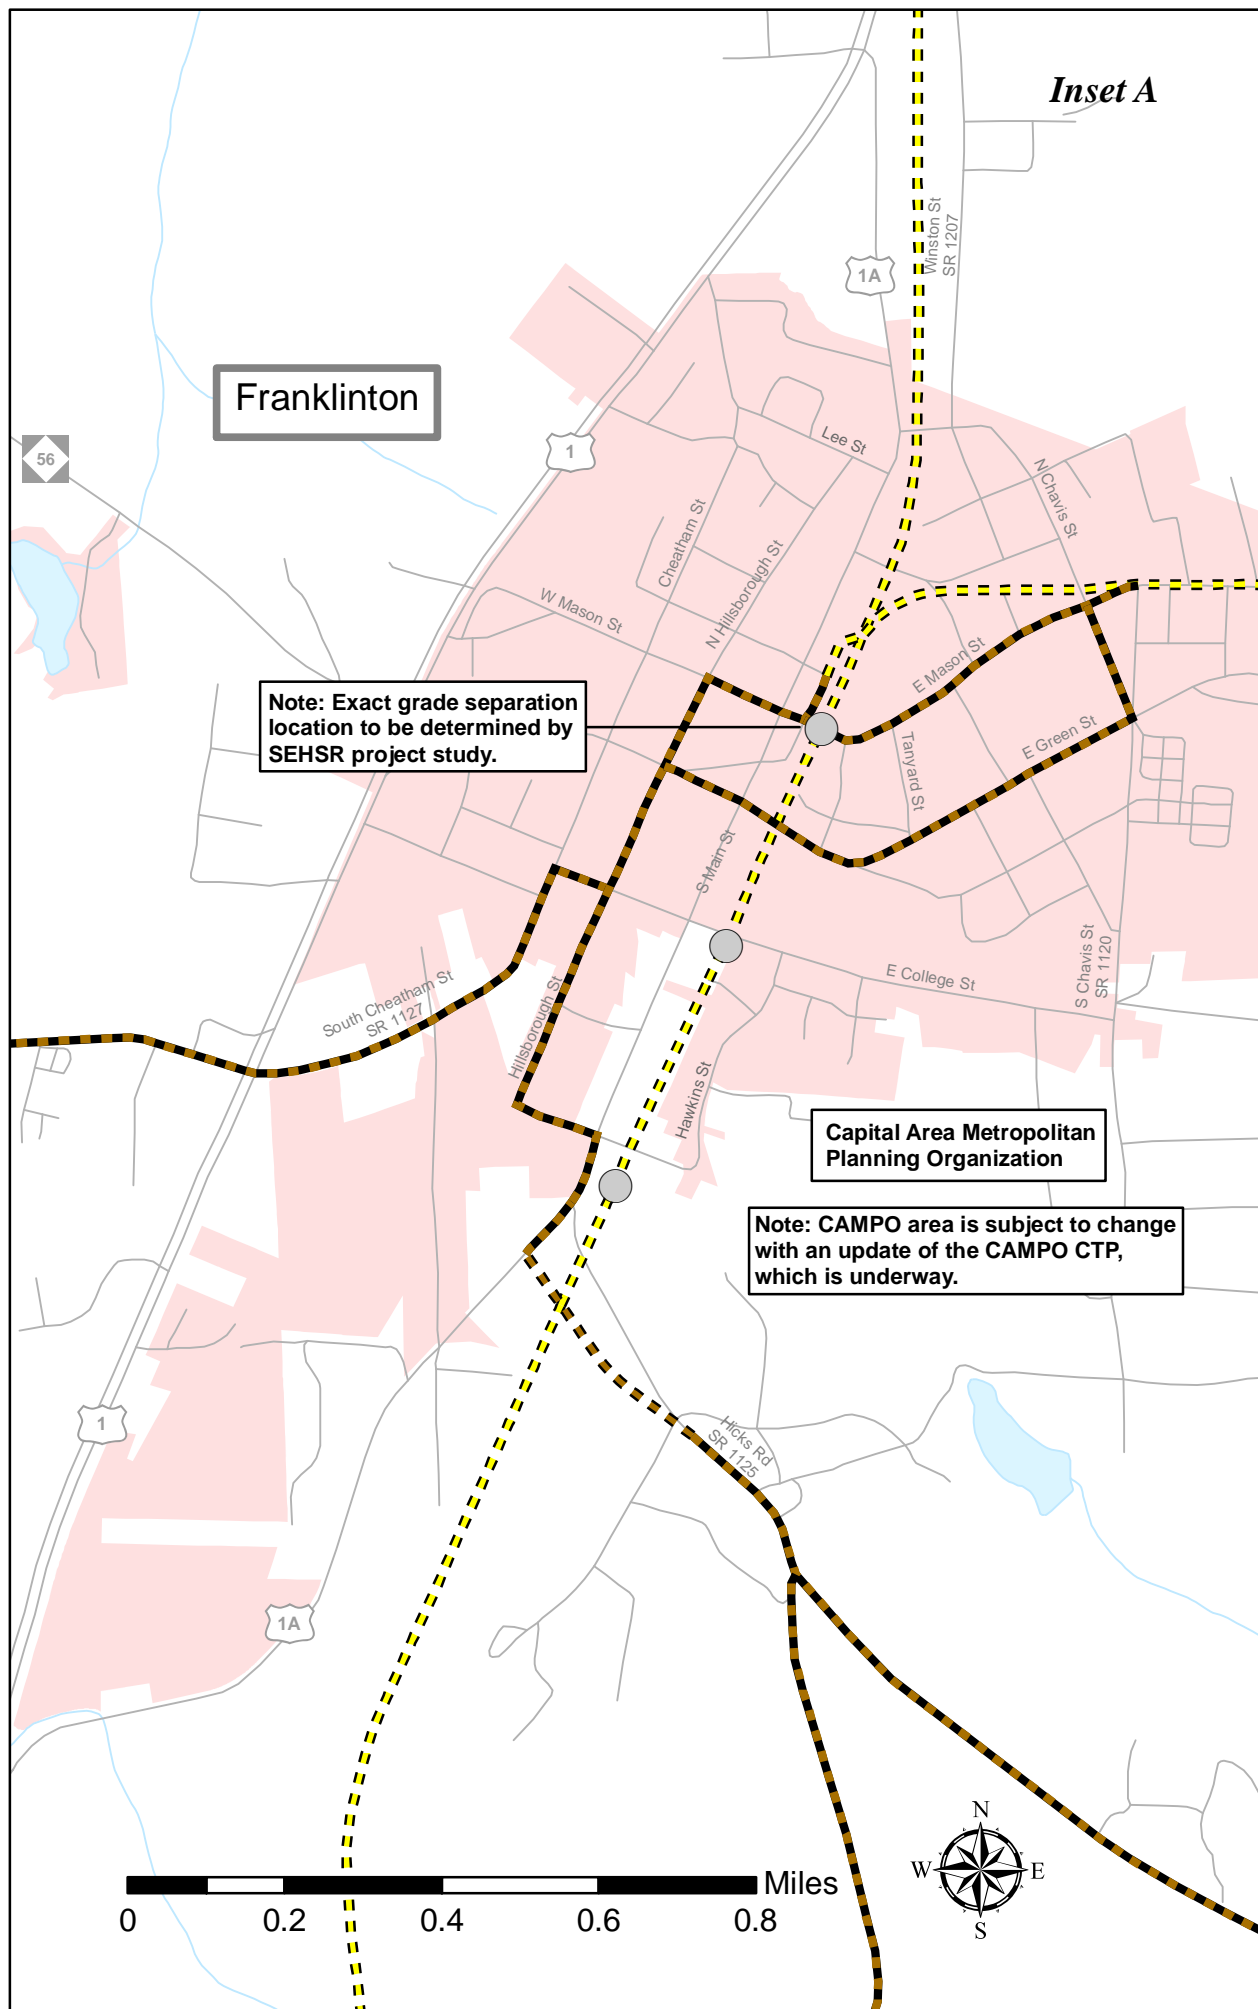 Inset A
Winston St
SR 1207
1A
Franklinton
1
Lee St
56
N Chavis St
Cheatham St
N Hillsborough St
W Mason St
E Mason St
Note: Exact grade separation
location to be determined by
SEHSR project study.
E Green St
Tanyard St
S Main St
E College St
S Chavis St
SR 1120
South Cheatham St
SR 1127
Hillsborough St
Hawkins St
Capital Area Metropolitan
Planning Organization
Note: CAMPO area is subject to change
with an update of the CAMPO CTP,
which is underway.
1
Hicks Rd
SR 1125
1A
N
W
E
S
Miles
0
0.2
0.4
0.6
0.8